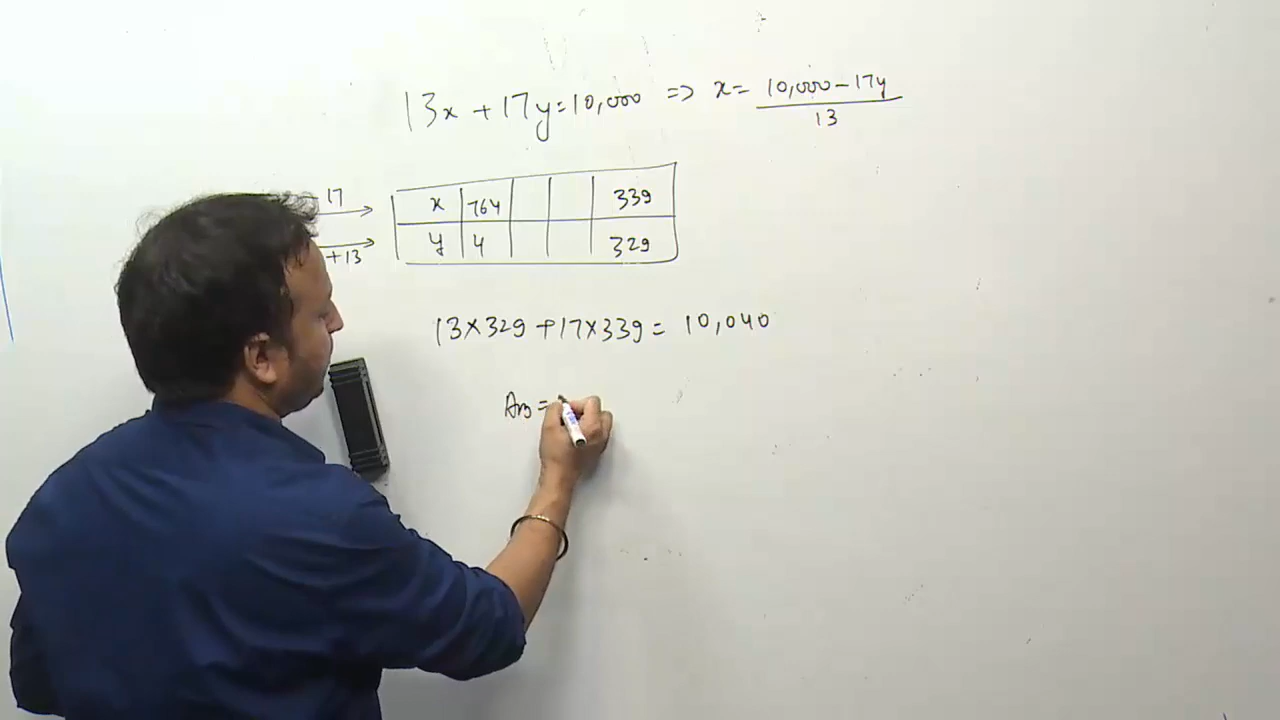 13x + 17y = 10,000 => x = 10,000 - 17y / 13
17
x 764 339
y 4 329
+13
13×329 + 17×339 = 10,040
Ans =